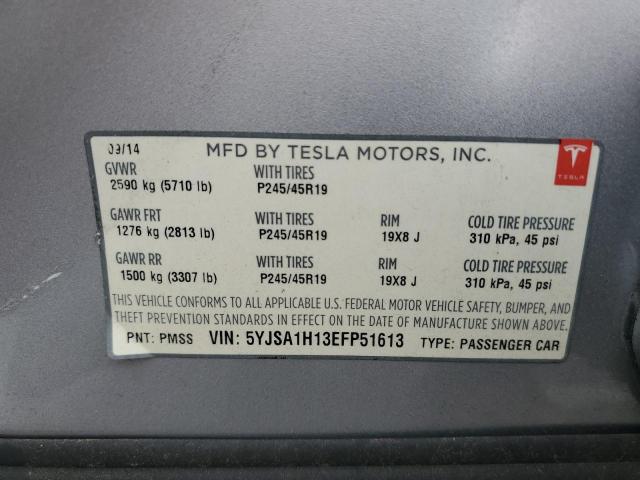 09/14 MFD BY TESLA MOTORS, INC.
GVWR WITH TIRES
2590 kg (5710 lb) P245/45R19
TESLA
GAWR FRT WITH TIRES RIM COLD TIRE PRESSURE
1276 kg (2813 lb) P245/45R19 19X8 J 310 kPa, 45 psi
GAWR RR WITH TIRES RIM COLD TIRE PRESSURE
1500 kg (3307 lb) P245/45R19 19X8 J 310 kPa, 45 psi
THIS VEHICLE CONFORMS TO ALL APPLICABLE U.S. FEDERAL MOTOR VEHICLE SAFETY, BUMPER, AND
THEFT PREVENTION STANDARDS IN EFFECT ON THE DATE OF MANUFACTURE SHOWN ABOVE.
PNT: PMSS VIN: 5YJSA1H13EFP51613 TYPE: PASSENGER CAR